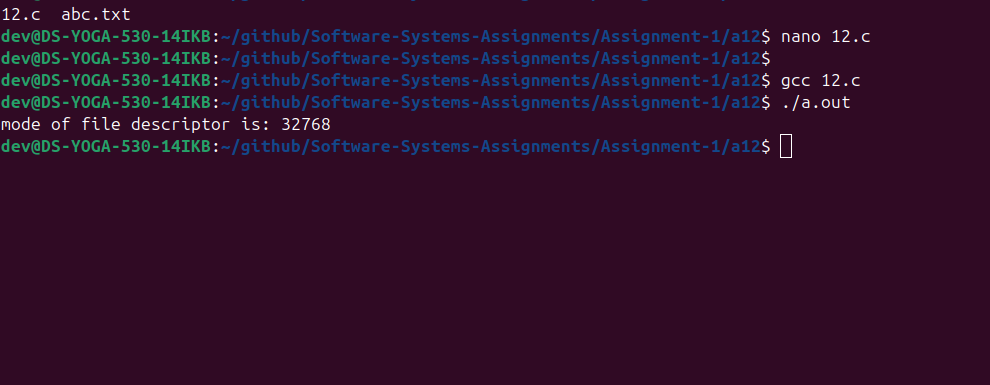 12.c  abc.txt
dev@DS-YOGA-530-14IKB:~/github/Software-Systems-Assignments/Assignment-1/a12$ nano 12.c
dev@DS-YOGA-530-14IKB:~/github/Software-Systems-Assignments/Assignment-1/a12$
dev@DS-YOGA-530-14IKB:~/github/Software-Systems-Assignments/Assignment-1/a12$ gcc 12.c
dev@DS-YOGA-530-14IKB:~/github/Software-Systems-Assignments/Assignment-1/a12$ ./a.out
mode of file descriptor is: 32768
dev@DS-YOGA-530-14IKB:~/github/Software-Systems-Assignments/Assignment-1/a12$